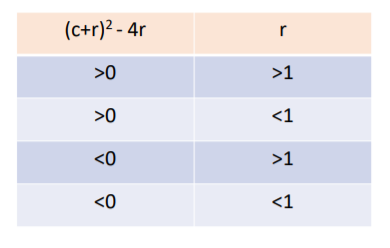 (c+r)² - 4r r
>0 >1
>0 <1
<0 >1
<0 <1